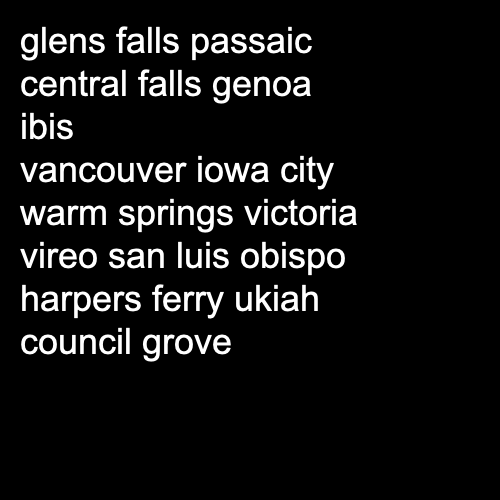 glens falls passaic
central falls genoa
ibis
vancouver iowa city
warm springs victoria
vireo san luis obispo
harpers ferry ukiah
council grove